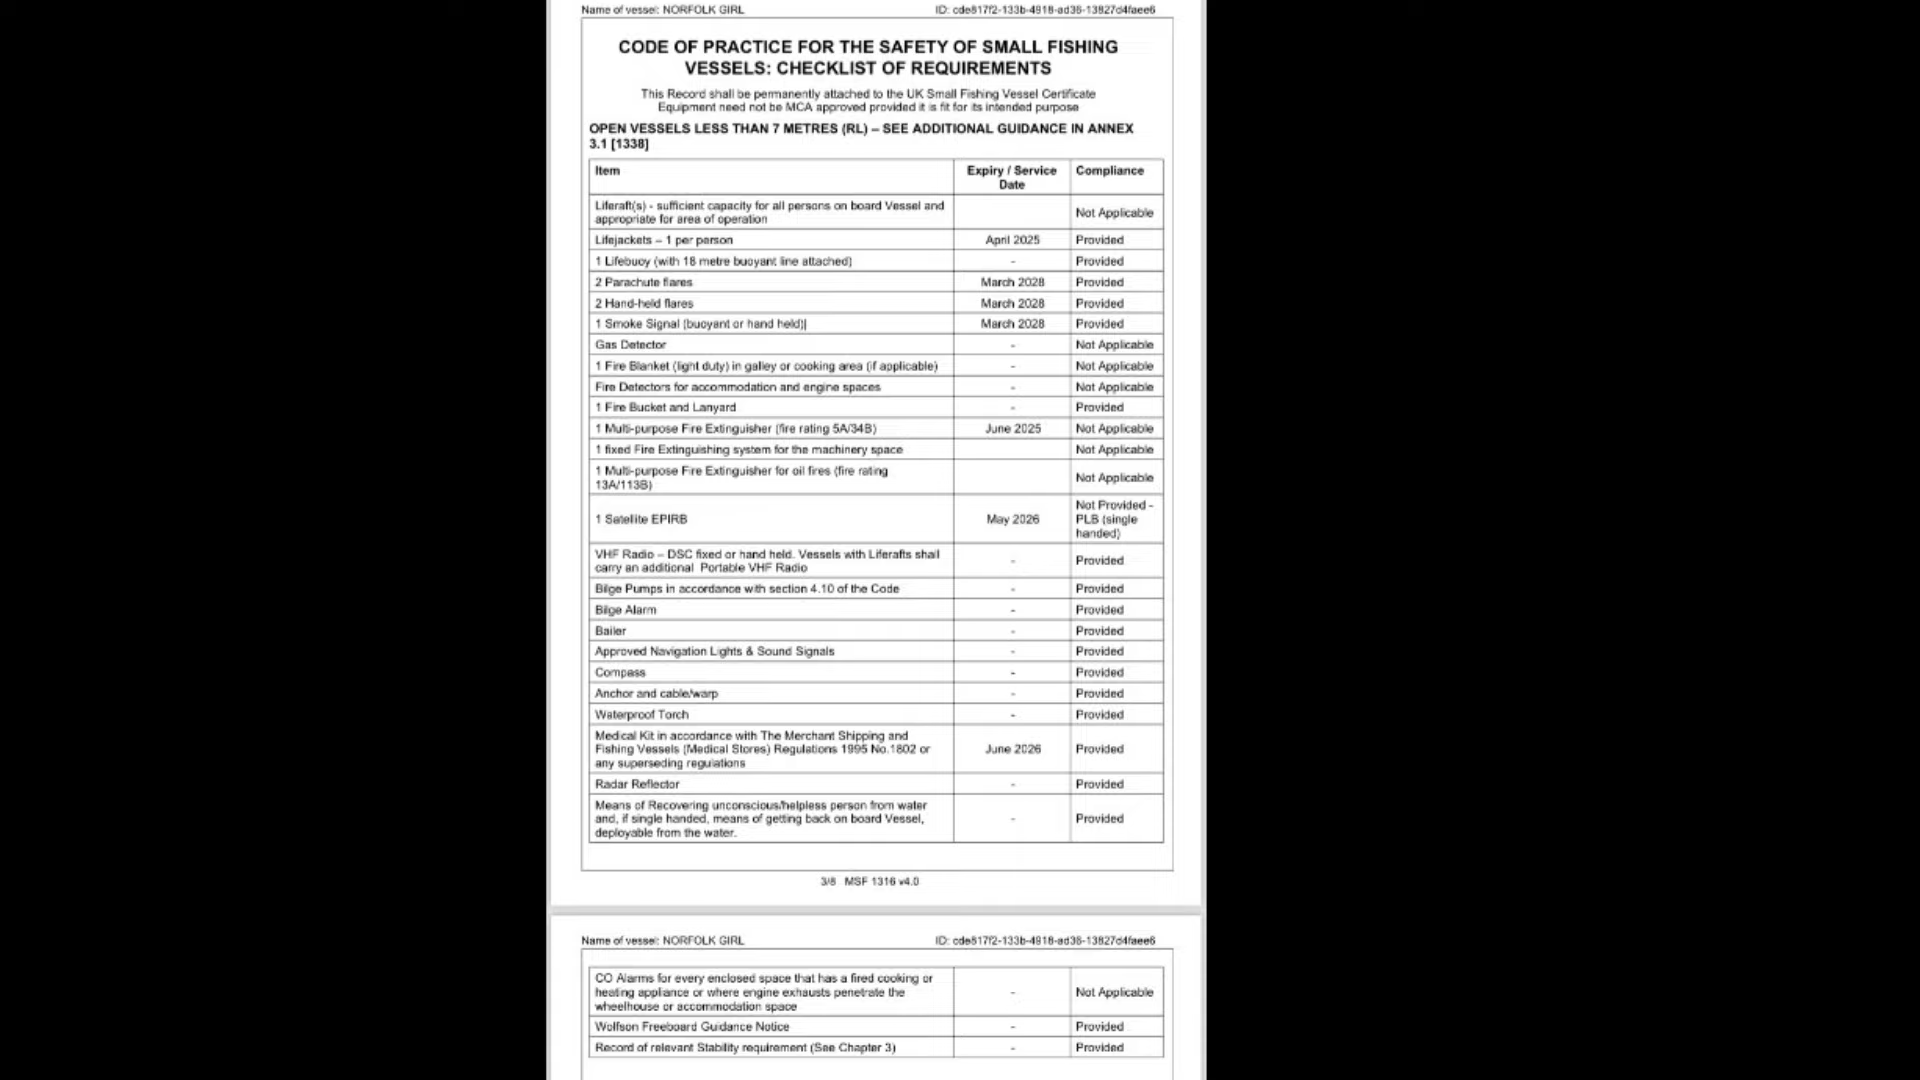 Name of vessel: NORFOLK GIRL ID: cde817f2-133b-4918-ad36-13827d4faee6
CODE OF PRACTICE FOR THE SAFETY OF SMALL FISHING
VESSELS: CHECKLIST OF REQUIREMENTS
This Record shall be permanently attached to the UK Small Fishing Vessel Certificate
Equipment need not be MCA approved provided it is fit for its intended purpose
OPEN VESSELS LESS THAN 7 METRES (RL) – SEE ADDITIONAL GUIDANCE IN ANNEX
3.1 [1338]
Item Expiry / Service Compliance
Date
Liferaft(s) - sufficient capacity for all persons on board Vessel and
appropriate for area of operation Not Applicable
Lifejackets – 1 per person April 2025 Provided
1 Lifebuoy (with 18 metre buoyant line attached) - Provided
2 Parachute flares March 2028 Provided
2 Hand-held flares March 2028 Provided
1 Smoke Signal (buoyant or hand held)| March 2028 Provided
Gas Detector - Not Applicable
1 Fire Blanket (light duty) in galley or cooking area (if applicable) - Not Applicable
Fire Detectors for accommodation and engine spaces - Not Applicable
1 Fire Bucket and Lanyard - Provided
1 Multi-purpose Fire Extinguisher (fire rating 5A/34B) June 2025 Not Applicable
1 fixed Fire Extinguishing system for the machinery space Not Applicable
1 Multi-purpose Fire Extinguisher for oil fires (fire rating
13A/113B) Not Applicable
1 Satellite EPIRB May 2026 Not Provided -
PLB (single
handed)
VHF Radio – DSC fixed or hand held. Vessels with Liferafts shall
carry an additional Portable VHF Radio - Provided
Bilge Pumps in accordance with section 4.10 of the Code - Provided
Bilge Alarm - Provided
Bailer - Provided
Approved Navigation Lights & Sound Signals - Provided
Compass - Provided
Anchor and cable/warp - Provided
Waterproof Torch - Provided
Medical Kit in accordance with The Merchant Shipping and
Fishing Vessels (Medical Stores) Regulations 1995 No.1802 or June 2026 Provided
any superseding regulations
Radar Reflector - Provided
Means of Recovering unconscious/helpless person from water
and, if single handed, means of getting back on board Vessel, - Provided
deployable from the water.
3/8 MSF 1316 v4.0
Name of vessel: NORFOLK GIRL ID: cde817f2-133b-4918-ad36-13827d4faee6
CO Alarms for every enclosed space that has a fired cooking or
heating appliance or where engine exhausts penetrate the - Not Applicable
wheelhouse or accommodation space
Wolfson Freeboard Guidance Notice - Provided
Record of relevant Stability requirement (See Chapter 3) - Provided